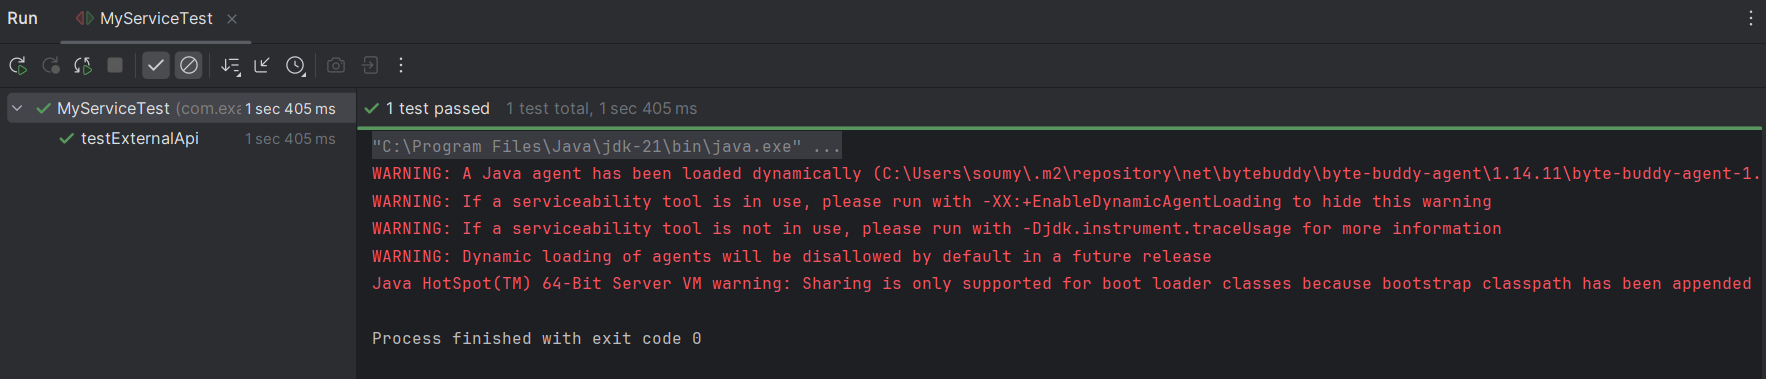 Run MyServiceTest
MyServiceTest (com.exa 1 sec 405 ms
testExternalApi 1 sec 405 ms
1 test passed 1 test total, 1 sec 405 ms
"C:\Program Files\Java\jdk-21\bin\java.exe" ...
WARNING: A Java agent has been loaded dynamically (C:\Users\soumy\.m2\repository\net\bytebuddy\byte-buddy-agent\1.14.11\byte-buddy-agent-1.
WARNING: If a serviceability tool is in use, please run with -XX:+EnableDynamicAgentLoading to hide this warning
WARNING: If a serviceability tool is not in use, please run with -Djdk.instrument.traceUsage for more information
WARNING: Dynamic loading of agents will be disallowed by default in a future release
Java HotSpot(TM) 64-Bit Server VM warning: Sharing is only supported for boot loader classes because bootstrap classpath has been appended
Process finished with exit code 0